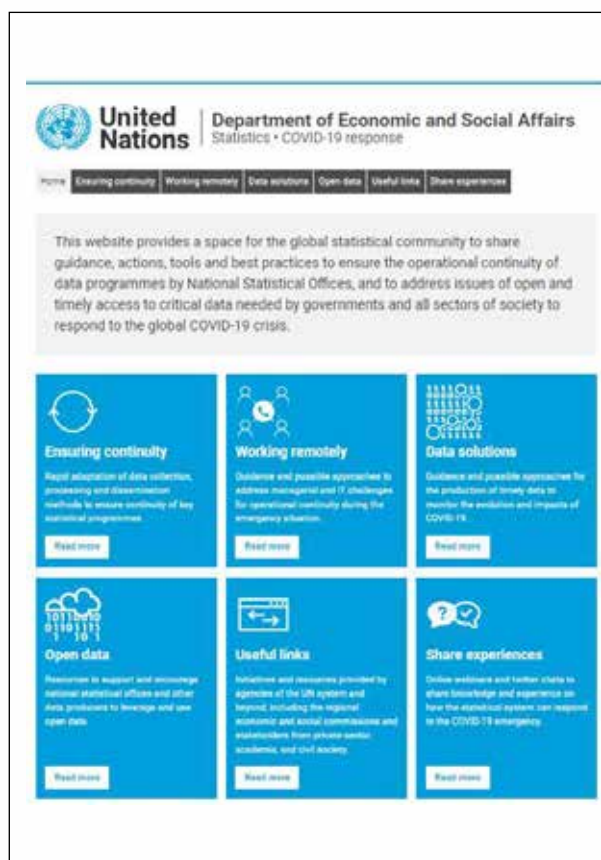 United
Nations
Department of Economic and Social Affairs
Statistics • COVID-19 response
Home Ensuring continuity Working remotely Data solutions Open data Useful links Share experiences
This website provides a space for the global statistical community to share
guidance, actions, tools and best practices to ensure the operational continuity of
data programmes by National Statistical Offices, and to address issues of open and
timely access to critical data needed by governments and all sectors of society to
respond to the global COVID-19 crisis.
Ensuring continuity
Rapid adaptation of data collection,
processing and dissemination
methods to ensure continuity of key
statistical programmes.
Read more
Working remotely
Guidance and possible approaches to
address managerial and IT challenges
for operational continuity during the
emergency situation.
Read more
Data solutions
Guidance and possible approaches for
the production of timely data to
monitor the evolution and impacts of
COVID-19.
Read more
Open data
Resources to support and encourage
national statistical offices and other
data producers to leverage and use
open data.
Read more
Useful links
Initiatives and resources provided by
agencies of the UN system and
beyond, including the regional
economic and social commissions and
stakeholders from private sector,
academic, and civil society.
Read more
Share experiences
Online webinars and twitter chats to
share knowledge and experience on
how the statistical system can respond
to the COVID-19 emergency.
Read more